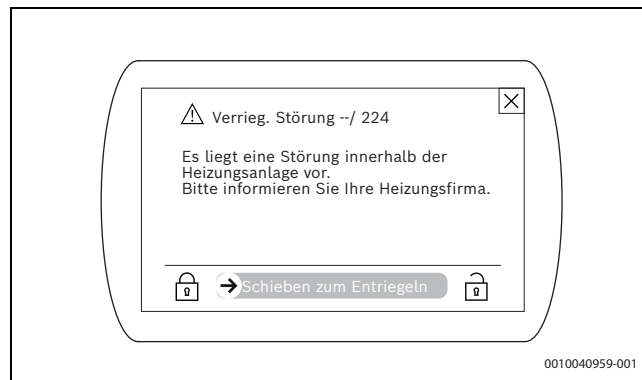 Verrieg. Störung --/ 224
Es liegt eine Störung innerhalb der
Heizungsanlage vor.
Bitte informieren Sie Ihre Heizungsfirma.
Schieben zum Entriegeln
0010040959-001